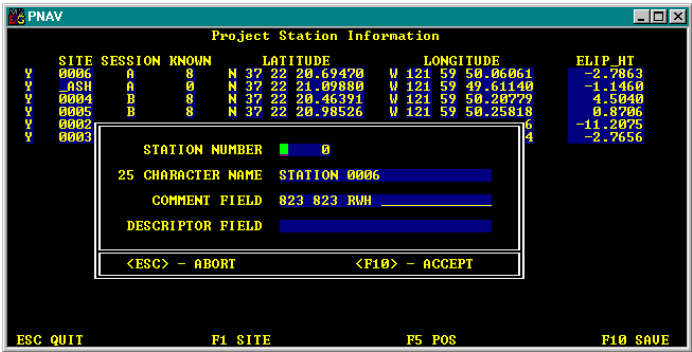 PNAV
Project Station Information
SITE SESSION KNOWN LATITUDE LONGITUDE ELIP_HT
Y 0006 A 8 N 37 22 20.69470 W 121 59 50.06061 -2.7863
Y _ASH A 0 N 37 22 21.09880 W 121 59 49.61140 -1.1460
Y 0004 B 8 N 37 22 20.46391 W 121 59 50.20779 4.5040
Y 0005 B 8 N 37 22 20.98526 W 121 59 50.25818 0.8706
Y 0002 6 -11.2075
Y 0003 4 -2.7656
STATION NUMBER 0
25 CHARACTER NAME STATION 0006
COMMENT FIELD 823 823 RWH
DESCRIPTOR FIELD
<ESC> - ABORT <F10> - ACCEPT
ESC QUIT F1 SITE F5 POS F10 SAVE